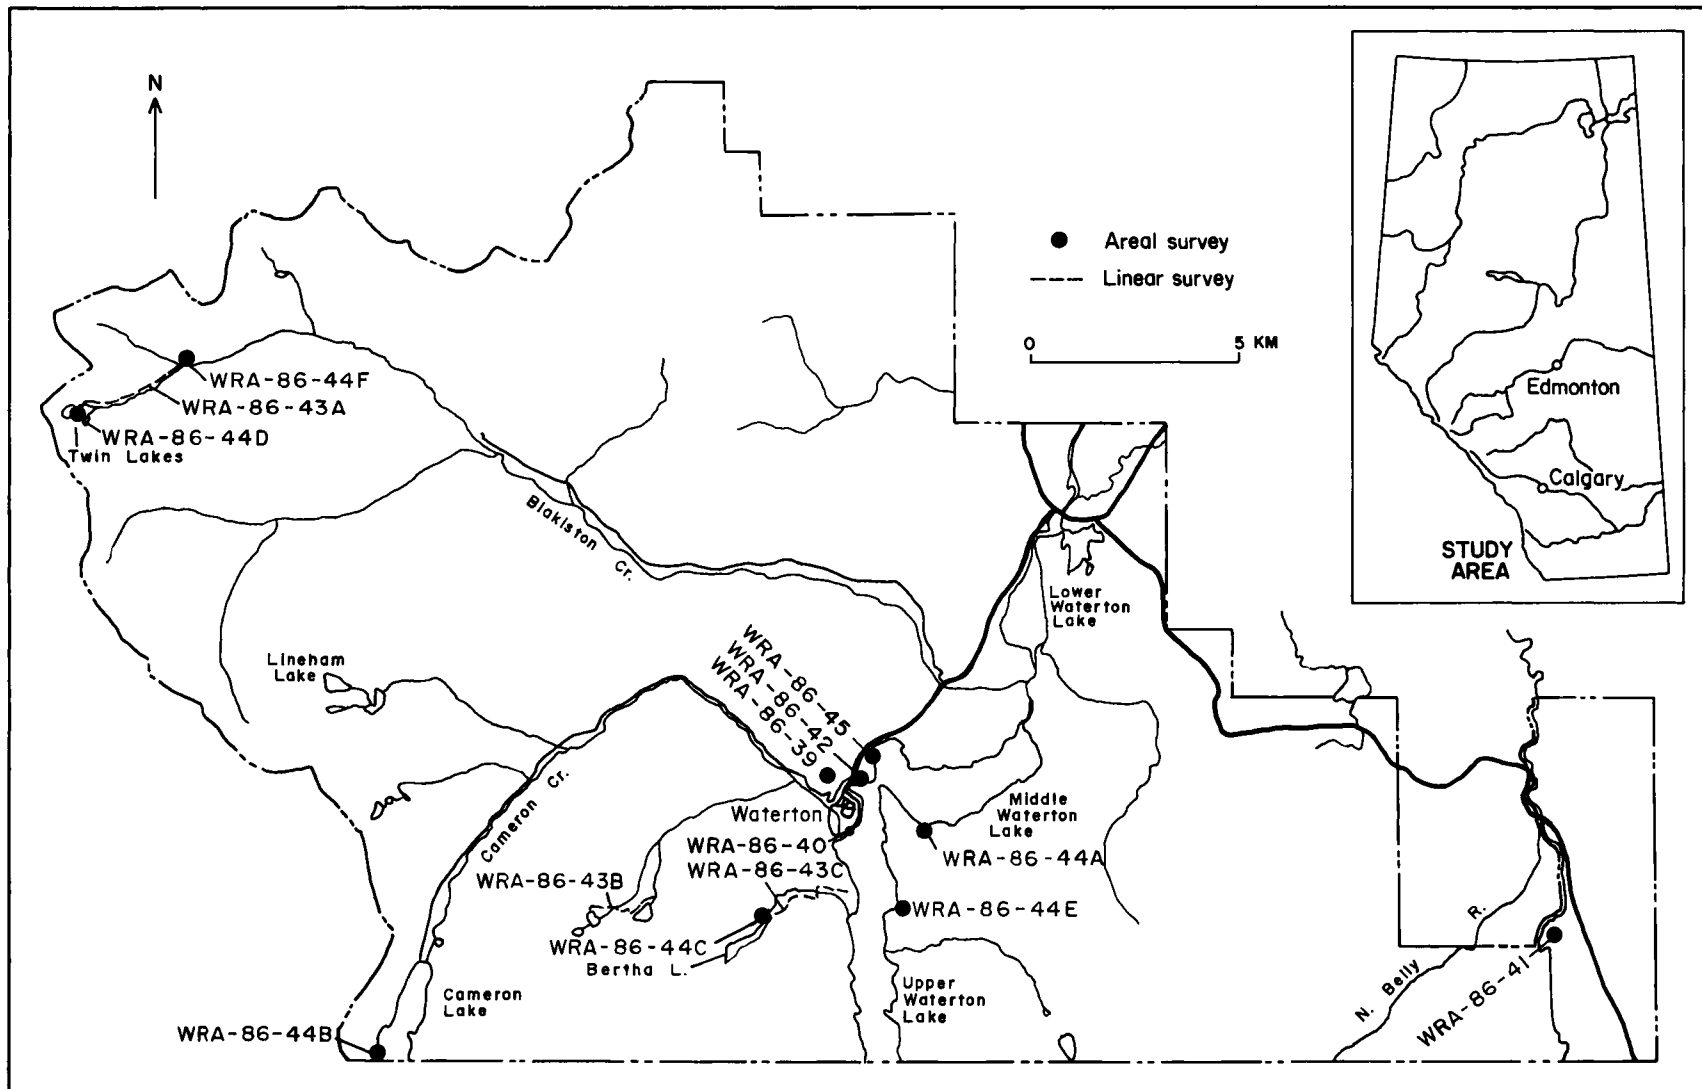 N
Areal survey
Linear survey
0 5 KM
Edmonton
Calgary
STUDY
AREA
WRA-86-44F
WRA-86-43A
WRA-86-44D
Twin Lakes
Blakiston Cr.
Lower
Waterton
Lake
Lineham
Lake
WRA-86-45
WRA-86-42
WRA-86-39
Cameron Cr.
Waterton
Middle
Waterton
Lake
WRA-86-40
WRA-86-44A
WRA-86-43C
WRA-86-43B
WRA-86-44E
WRA-86-44C
Bertha L.
N. Belly R.
WRA-86-41
Cameron
Lake
Upper
Waterton
Lake
WRA-86-44B